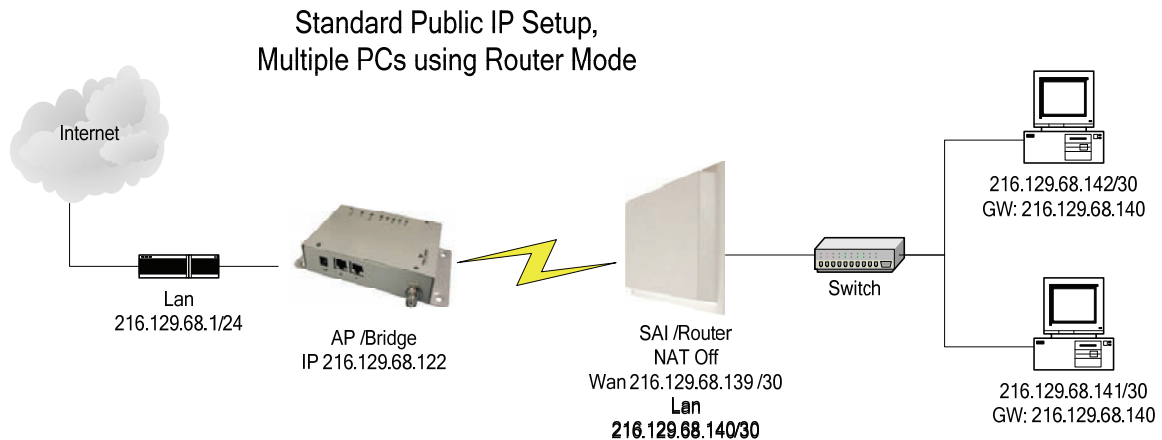 Standard Public IP Setup,
Multiple PCs using Router Mode
Internet
Lan
216.129.68.1/24
AP /Bridge
IP 216.129.68.122
SAI /Router
NAT Off
Wan 216.129.68.139 /30
Lan
216.129.68.140/30
Switch
216.129.68.142/30
GW: 216.129.68.140
216.129.68.141/30
GW: 216.129.68.140